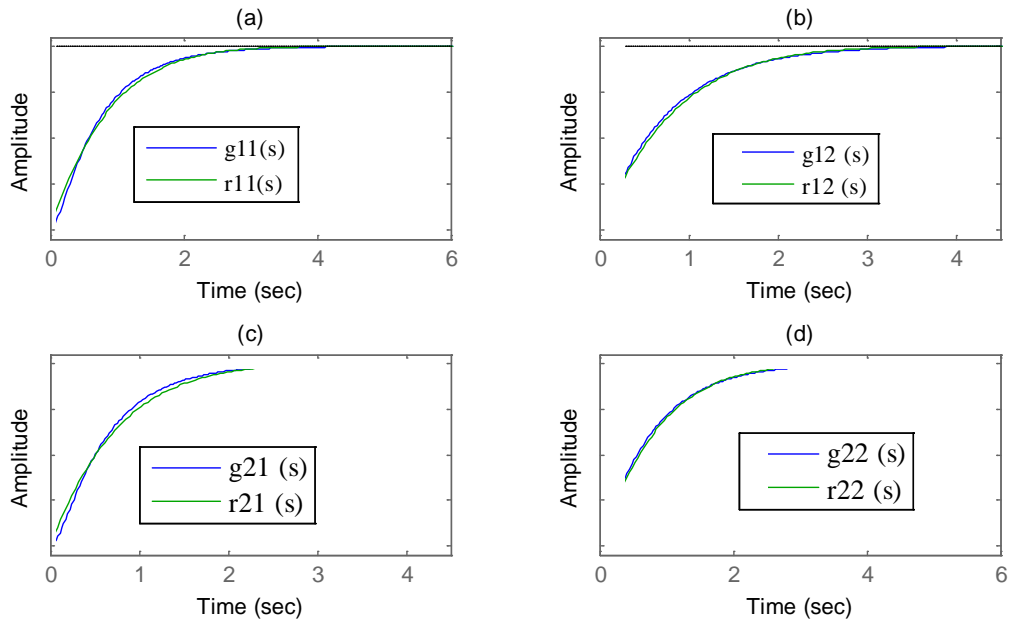 (a)
Amplitude
g11(s)
r11(s)
0 2 4 6
Time (sec)
(b)
Amplitude
g12 (s)
r12 (s)
0 1 2 3 4
Time (sec)
(c)
Amplitude
g21 (s)
r21 (s)
0 1 2 3 4
Time (sec)
(d)
Amplitude
g22 (s)
r22 (s)
0 2 4 6
Time (sec)